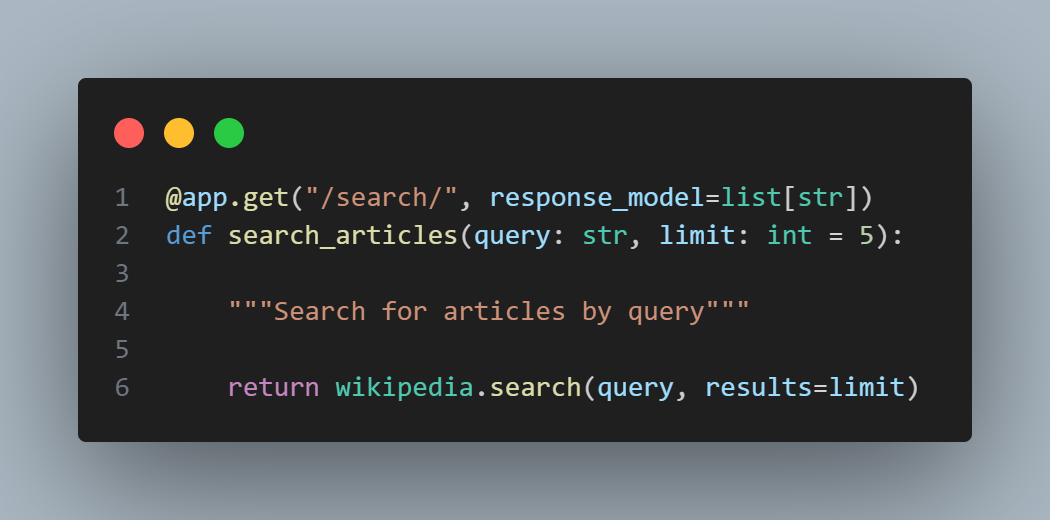 1 @app.get("/search/", response_model=list[str])
2 def search_articles(query: str, limit: int = 5):
3
4     """Search for articles by query"""
5
6     return wikipedia.search(query, results=limit)